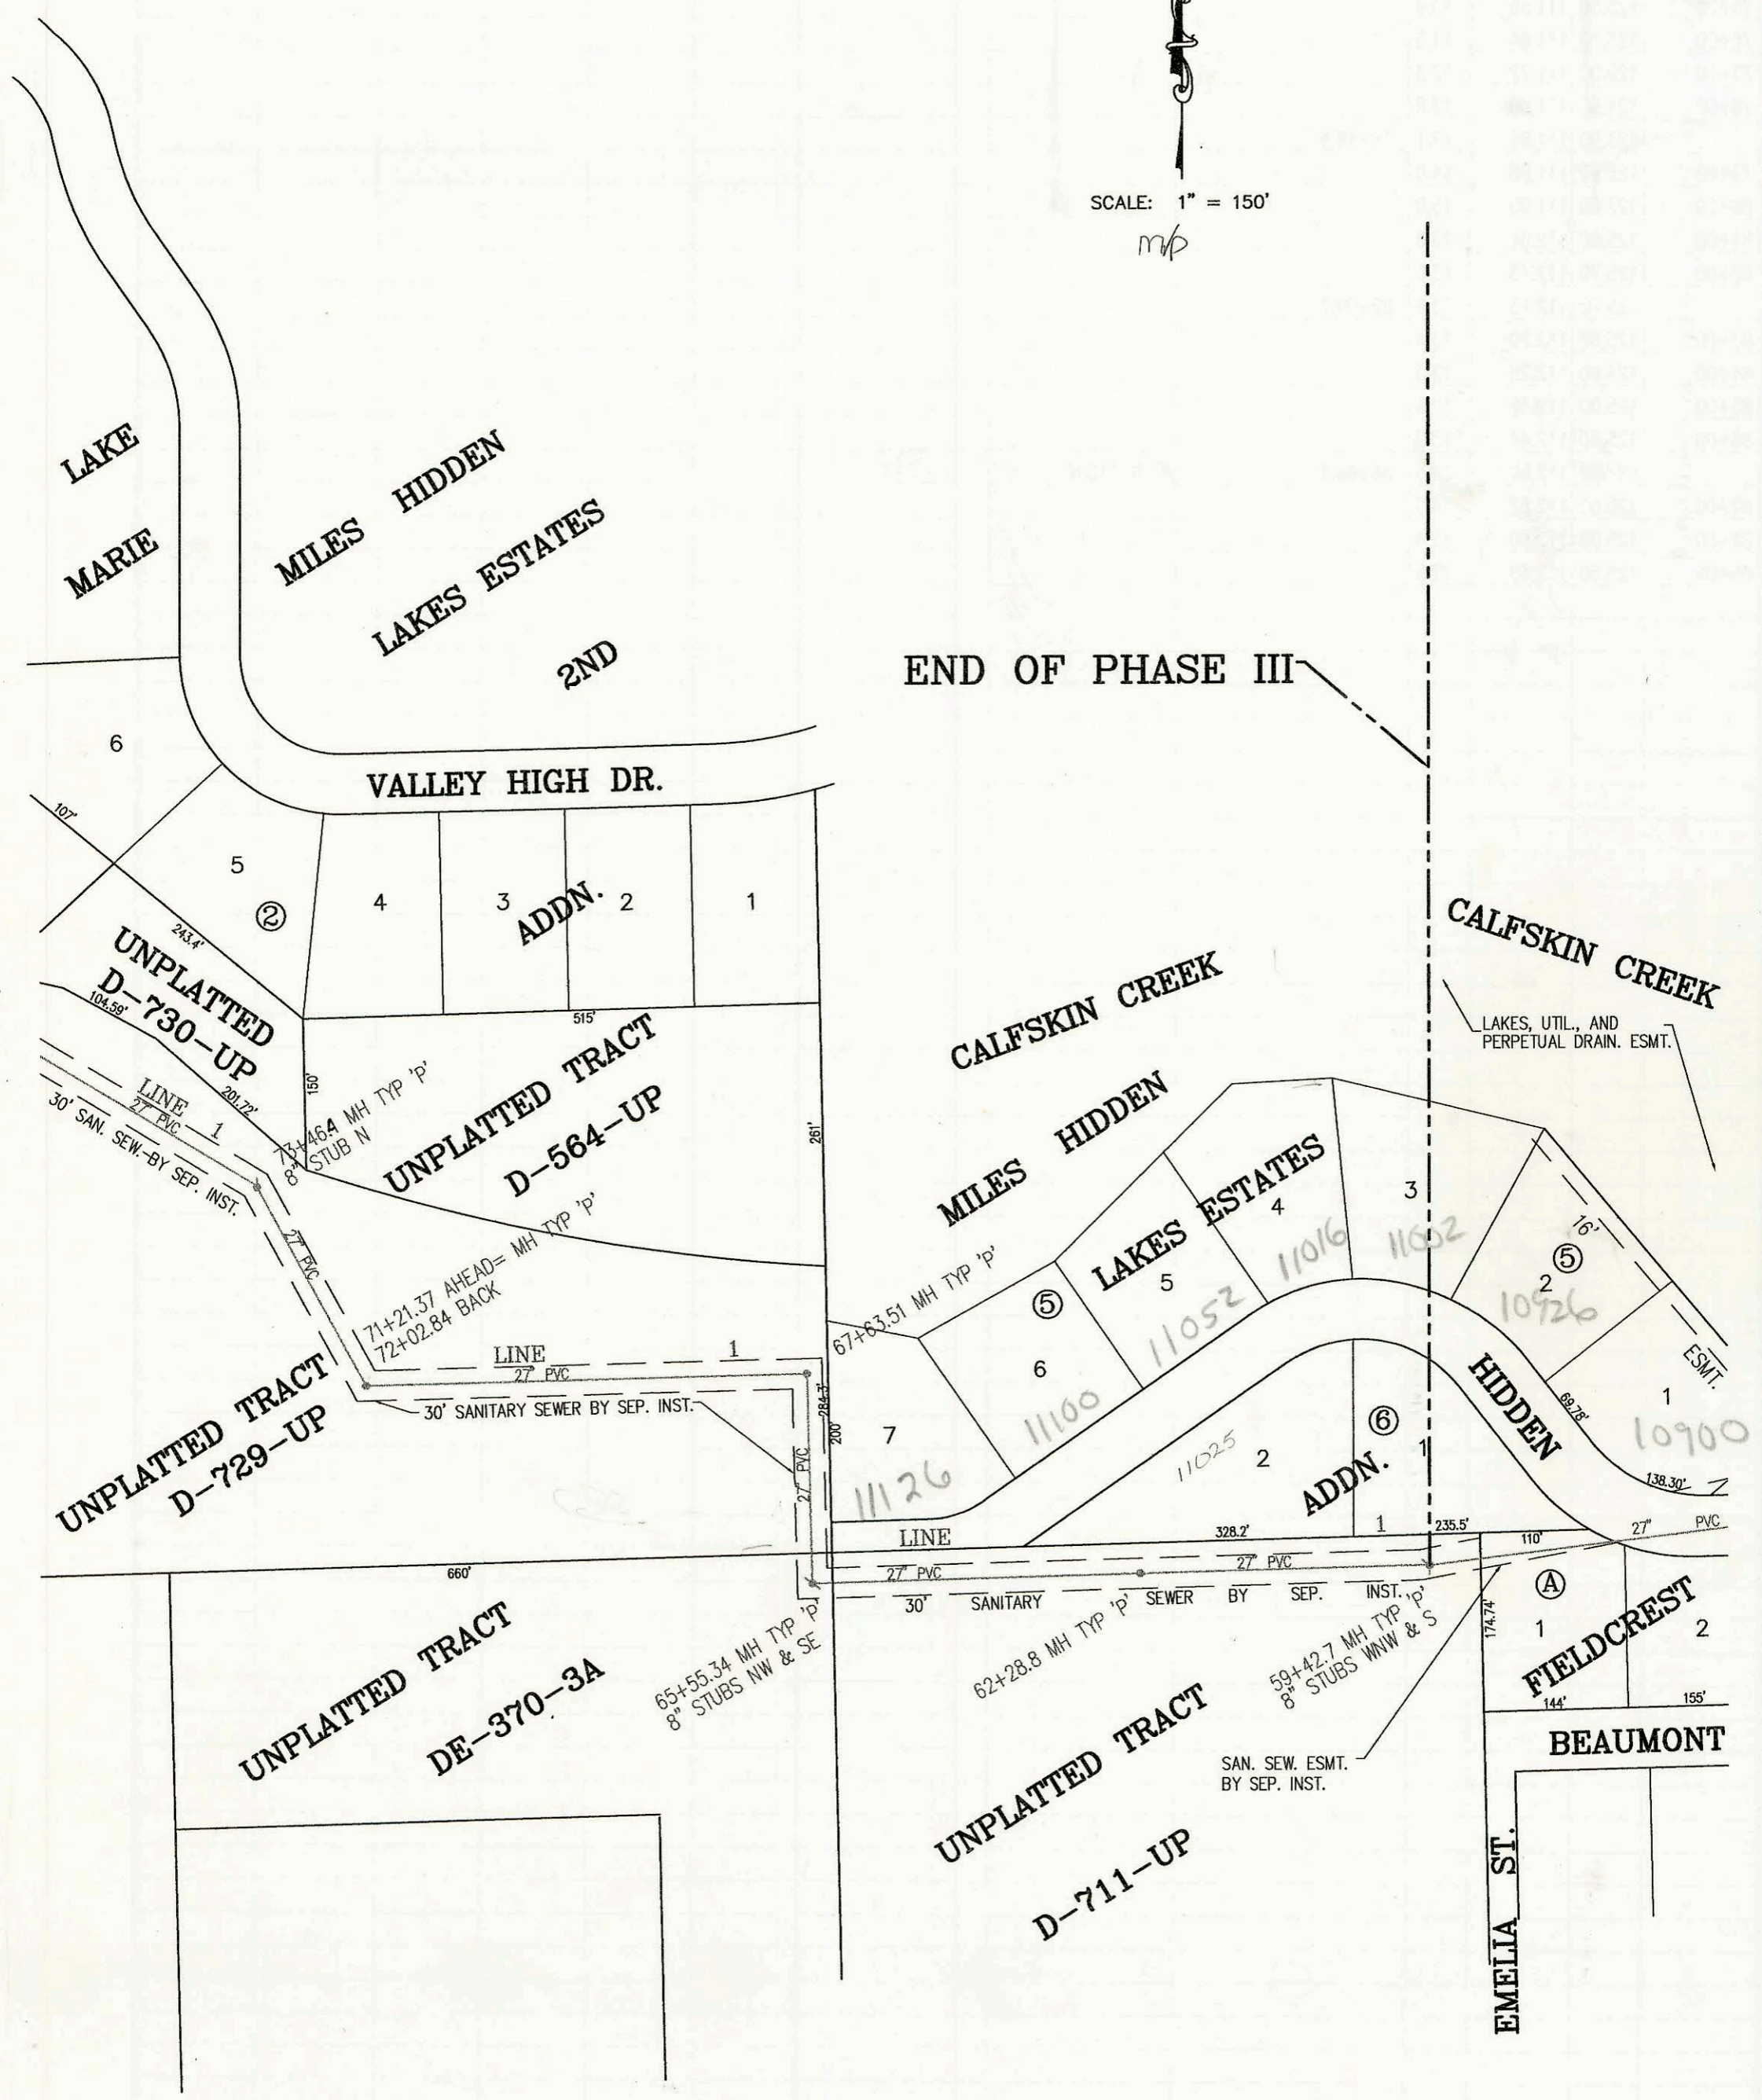 SCALE: 1" = 150'
m/p
LAKE
MARIE
MILES HIDDEN
LAKES ESTATES
2ND
END OF PHASE III
6
VALLEY HIGH DR.
107'
5
②
4
3
ADDN.
2
1
243.4'
UNPLATTED
D-730-UP
104.59'
201.72'
515'
150'
261'
UNPLATTED TRACT
D-564-UP
CALFSKIN CREEK
CALFSKIN CREEK
LAKES, UTIL., AND
PERPETUAL DRAIN. ESMT.
LINE 1
27" PVC
30' SAN. SEW.-BY SEP. INST.
73+46.4 MH TYP 'P'
8" STUB N
27" PVC
71+21.37 AHEAD= MH TYP 'P'
72+02.84 BACK
MILES HIDDEN
LAKES ESTATES
4
3
11016
11002
16'
⑤
2
10926
5
11052
⑤
6
11100
67+63.51 MH TYP 'P'
LINE 1
27" PVC
30' SANITARY SEWER BY SEP. INST.
284.3'
200'
27" PVC
UNPLATTED TRACT
D-729-UP
7
11126
11025
2
⑥
1
ADDN.
HIDDEN
69.78'
ESMT.
1
10900
138.30'
LINE
328.2'
1
235.5'
110'
27" PVC
660'
27" PVC
27" PVC
30' SANITARY SEWER BY SEP. INST.
65+55.34 MH TYP 'P'
8" STUBS NW & SE
62+28.8 MH TYP 'P'
59+42.7 MH TYP 'P'
8" STUBS WNW & S
174.74'
Ⓐ
1
2
FIELDCREST
144'
155'
BEAUMONT
UNPLATTED TRACT
DE-370-3A
UNPLATTED TRACT
D-711-UP
SAN. SEW. ESMT.
BY SEP. INST.
EMELIA ST.